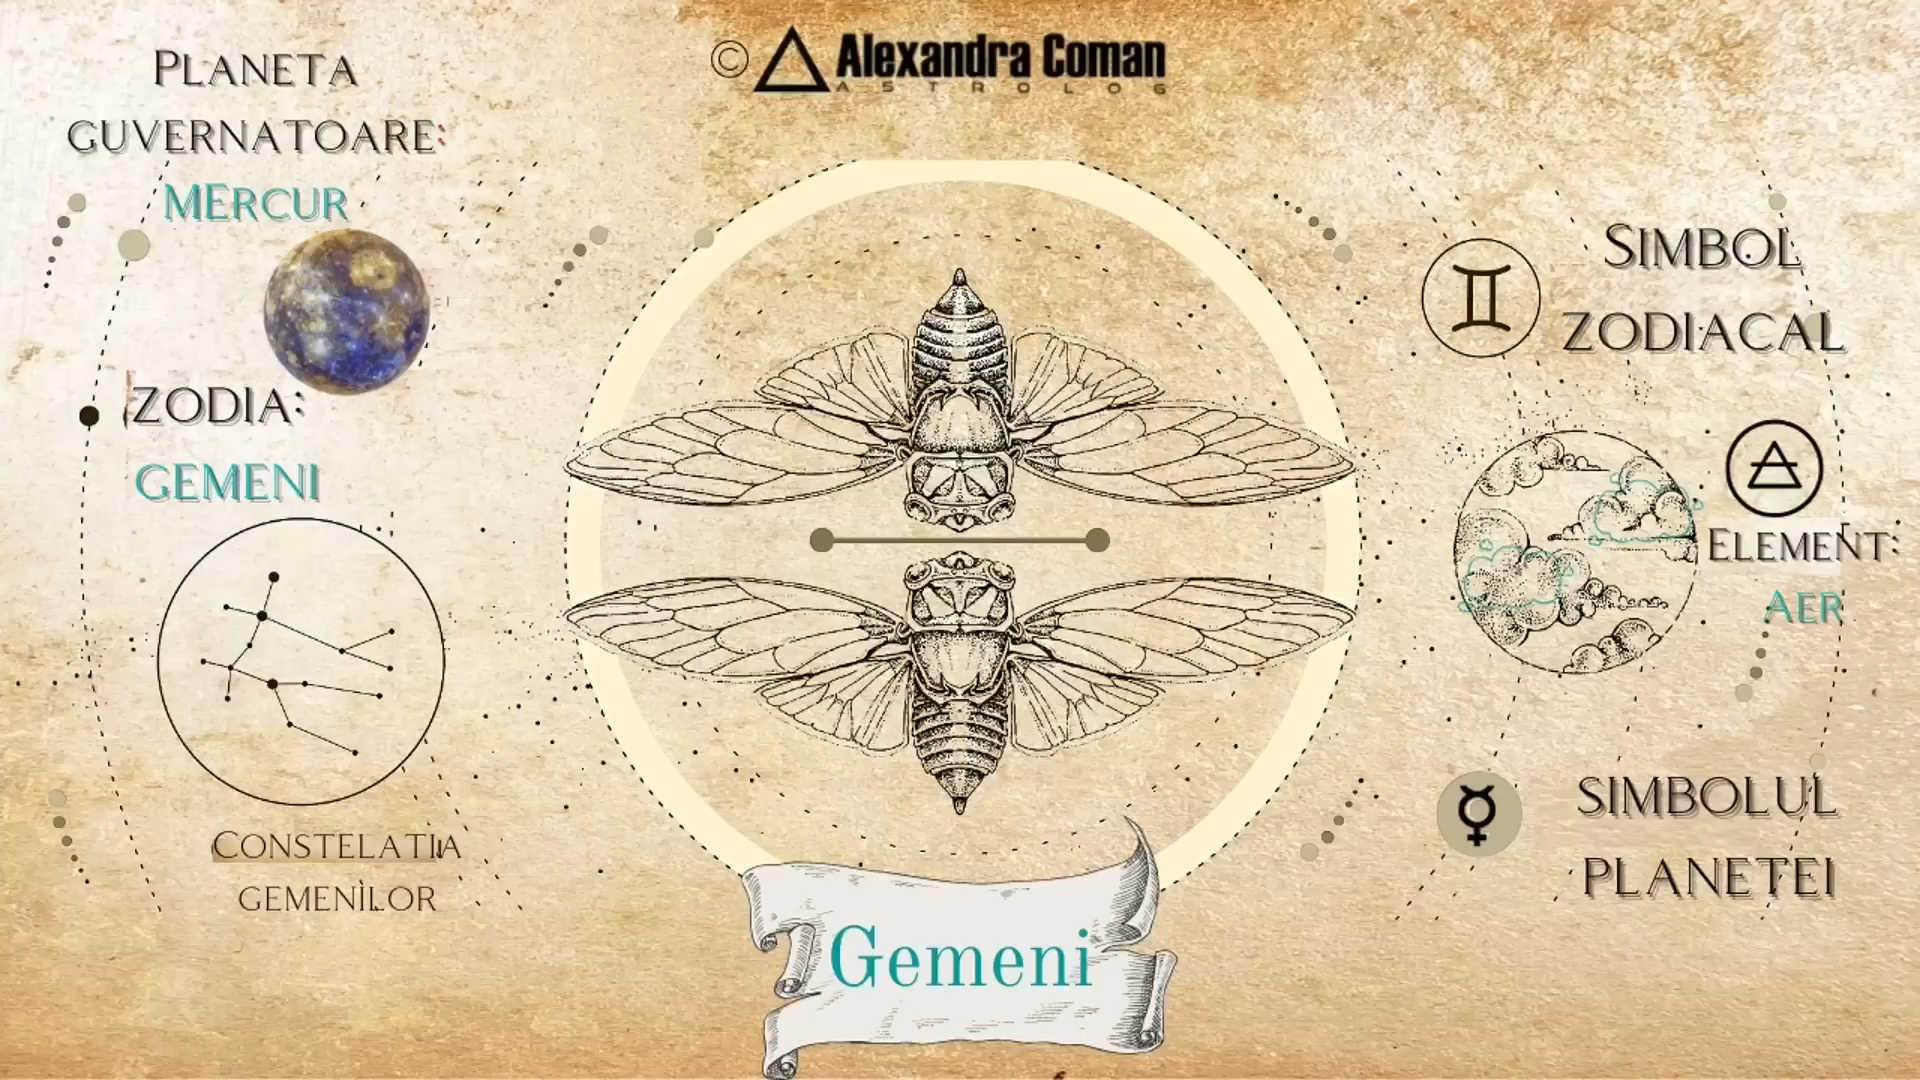 © Alexandra Coman
ASTROLOG
PLANETA
GUVERNATOARE:
MERCUR
ZODIA:
GEMENI
CONSTELATIA
GEMENILOR
SIMBOL
ZODIACAL
ELEMENT:
AER
SIMBOLUL
PLANETEI
Gemeni